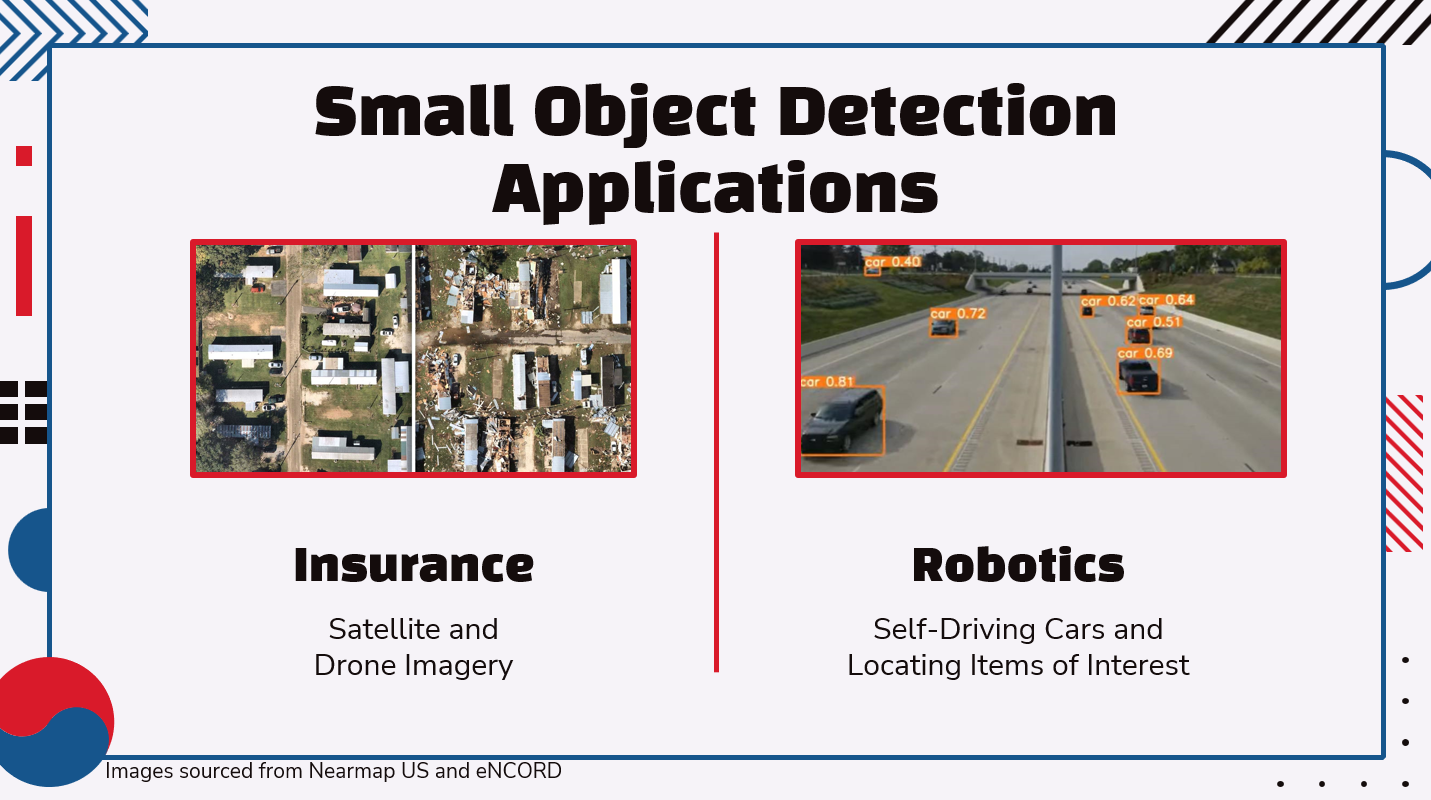 Small Object Detection
Applications
car 0.40
car 0.62
car 0.64
car 0.72
car 0.51
car 0.69
car 0.81
Insurance
Robotics
Satellite and
Drone Imagery
Self-Driving Cars and
Locating Items of Interest
Images sourced from Nearmap US and eNCORD